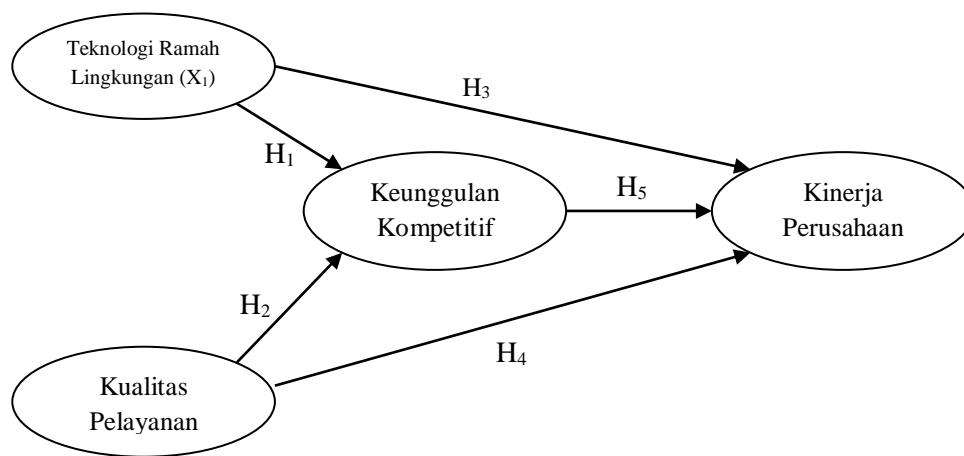 Teknologi Ramah
Lingkungan (X₁)
H₃
H₁
Keunggulan
Kompetitif
H₅
Kinerja
Perusahaan
H₂
H₄
Kualitas
Pelayanan